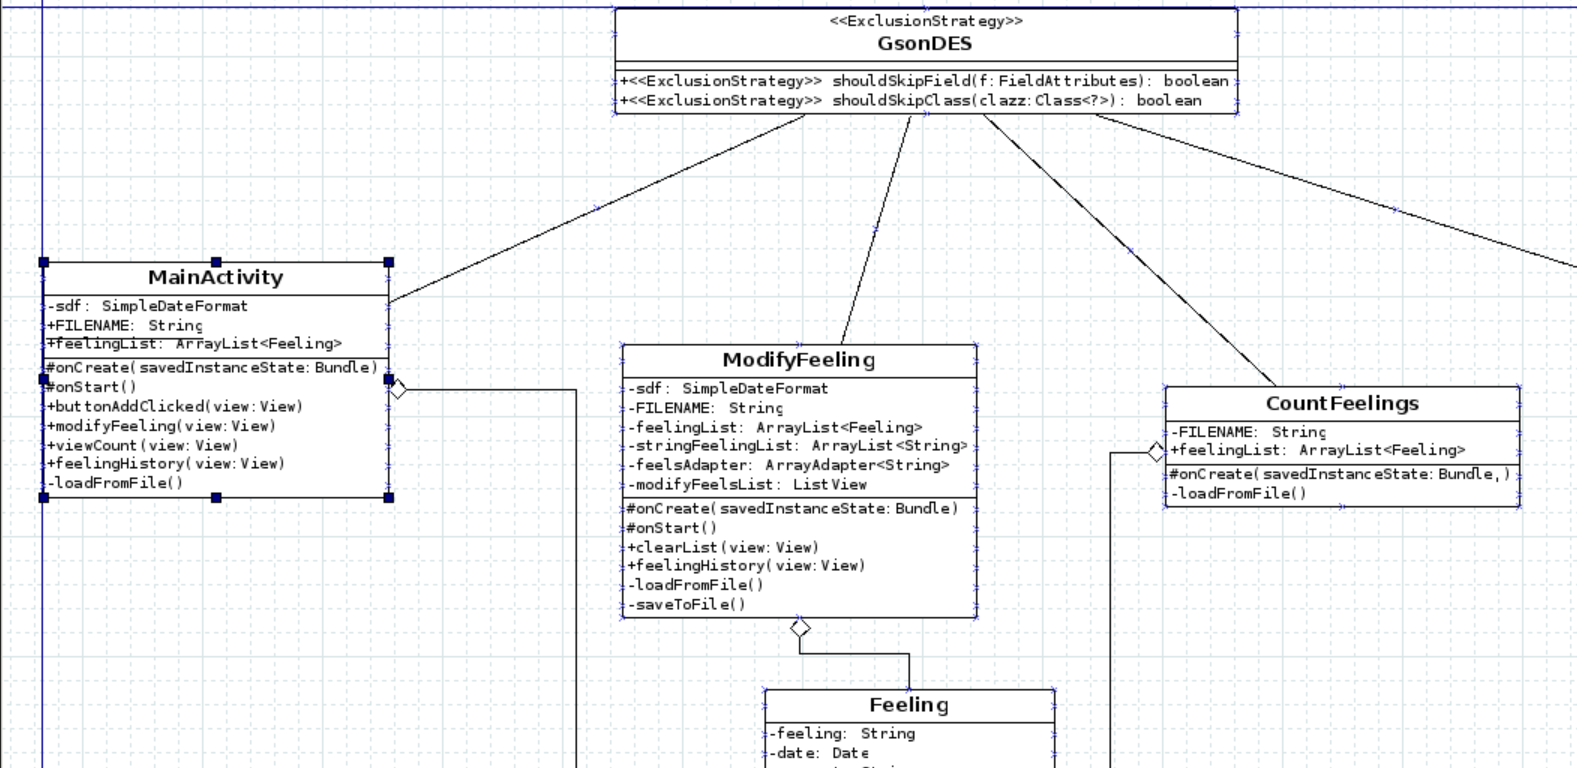 <<ExclusionStrategy>>
GsonDES
+<<ExclusionStrategy>> shouldSkipField(f:FieldAttributes): boolean
+<<ExclusionStrategy>> shouldSkipClass(clazz:Class<?>): boolean
MainActivity
-sdf: SimpleDateFormat
+FILENAME: String
+feelingList: ArrayList<Feeling>
#onCreate(savedInstanceState:Bundle)
#onStart()
+buttonAddClicked(view:View)
+modifyFeeling(view:View)
+viewCount(view:View)
+feelingHistory(view:View)
-loadFromFile()
ModifyFeeling
-sdf: SimpleDateFormat
-FILENAME: String
-feelingList: ArrayList<Feeling>
-stringFeelingList: ArrayList<String>
-feelsAdapter: ArrayAdapter<String>
-modifyFeelsList: ListView
#onCreate(savedInstanceState:Bundle)
#onStart()
+clearList(view:View)
+feelingHistory(view:View)
-loadFromFile()
-saveToFile()
CountFeelings
-FILENAME: String
+feelingList: ArrayList<Feeling>
#onCreate(savedInstanceState:Bundle,)
-loadFromFile()
Feeling
-feeling: String
-date: Date